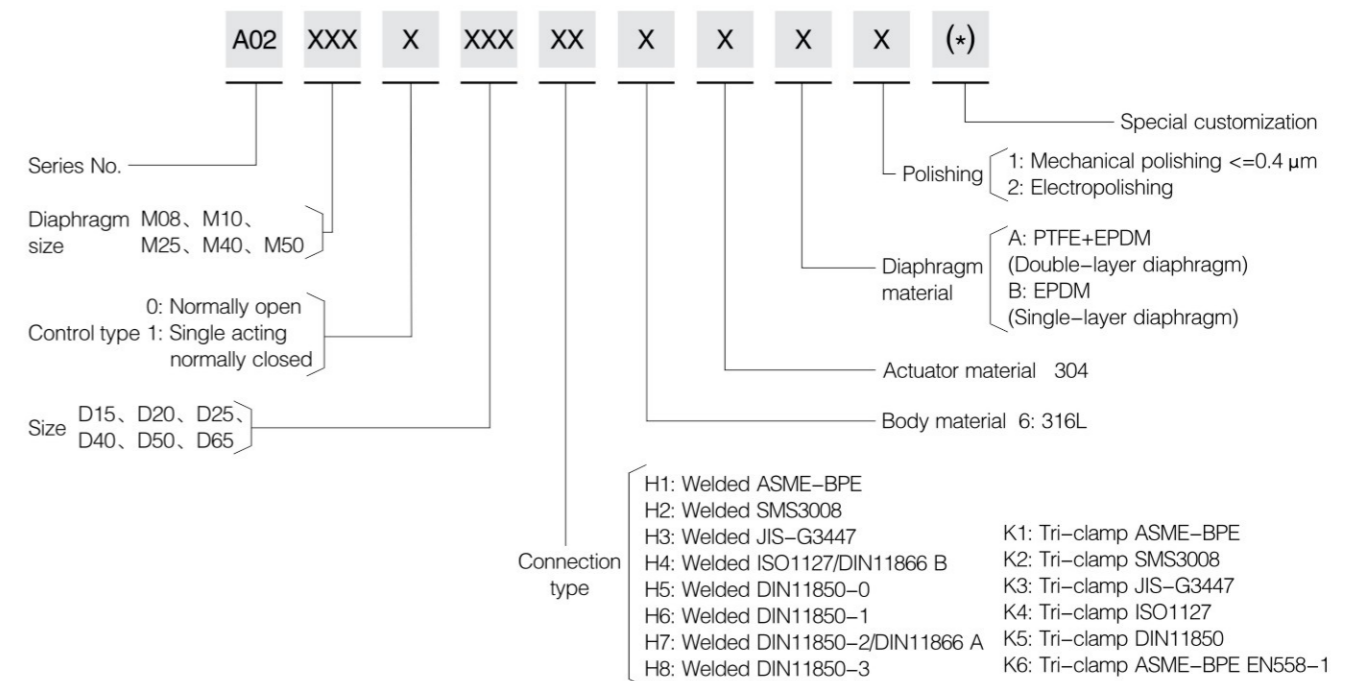 A02 XXX X XXX XX X X X X (*)
Special customization
Series No.
Polishing
1: Mechanical polishing <=0.4 μm
2: Electropolishing
Diaphragm size
M08、M10、
M25、M40、M50
Diaphragm material
A: PTFE+EPDM
(Double-layer diaphragm)
B: EPDM
(Single-layer diaphragm)
Control type
0: Normally open
1: Single acting
normally closed
Actuator material 304
Size
D15、D20、D25、
D40、D50、D65
Body material 6: 316L
Connection type
H1: Welded ASME-BPE
H2: Welded SMS3008
H3: Welded JIS-G3447
H4: Welded ISO1127/DIN11866 B
H5: Welded DIN11850-0
H6: Welded DIN11850-1
H7: Welded DIN11850-2/DIN11866 A
H8: Welded DIN11850-3
K1: Tri-clamp ASME-BPE
K2: Tri-clamp SMS3008
K3: Tri-clamp JIS-G3447
K4: Tri-clamp ISO1127
K5: Tri-clamp DIN11850
K6: Tri-clamp ASME-BPE EN558-1